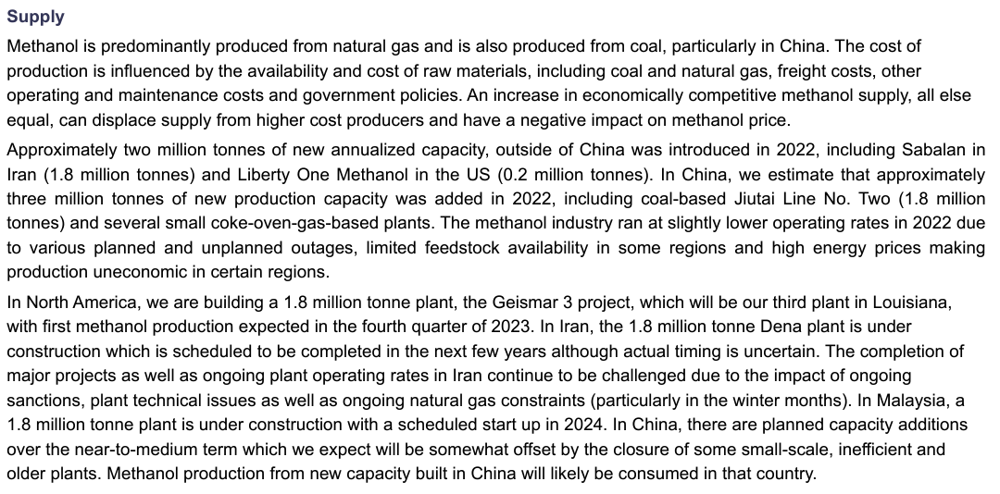 Supply
Methanol is predominantly produced from natural gas and is also produced from coal, particularly in China. The cost of
production is influenced by the availability and cost of raw materials, including coal and natural gas, freight costs, other
operating and maintenance costs and government policies. An increase in economically competitive methanol supply, all else
equal, can displace supply from higher cost producers and have a negative impact on methanol price.
Approximately two million tonnes of new annualized capacity, outside of China was introduced in 2022, including Sabalan in
Iran (1.8 million tonnes) and Liberty One Methanol in the US (0.2 million tonnes). In China, we estimate that approximately
three million tonnes of new production capacity was added in 2022, including coal-based Jiutai Line No. Two (1.8 million
tonnes) and several small coke-oven-gas-based plants. The methanol industry ran at slightly lower operating rates in 2022 due
to various planned and unplanned outages, limited feedstock availability in some regions and high energy prices making
production uneconomic in certain regions.
In North America, we are building a 1.8 million tonne plant, the Geismar 3 project, which will be our third plant in Louisiana,
with first methanol production expected in the fourth quarter of 2023. In Iran, the 1.8 million tonne Dena plant is under
construction which is scheduled to be completed in the next few years although actual timing is uncertain. The completion of
major projects as well as ongoing plant operating rates in Iran continue to be challenged due to the impact of ongoing
sanctions, plant technical issues as well as ongoing natural gas constraints (particularly in the winter months). In Malaysia, a
1.8 million tonne plant is under construction with a scheduled start up in 2024. In China, there are planned capacity additions
over the near-to-medium term which we expect will be somewhat offset by the closure of some small-scale, inefficient and
older plants. Methanol production from new capacity built in China will likely be consumed in that country.